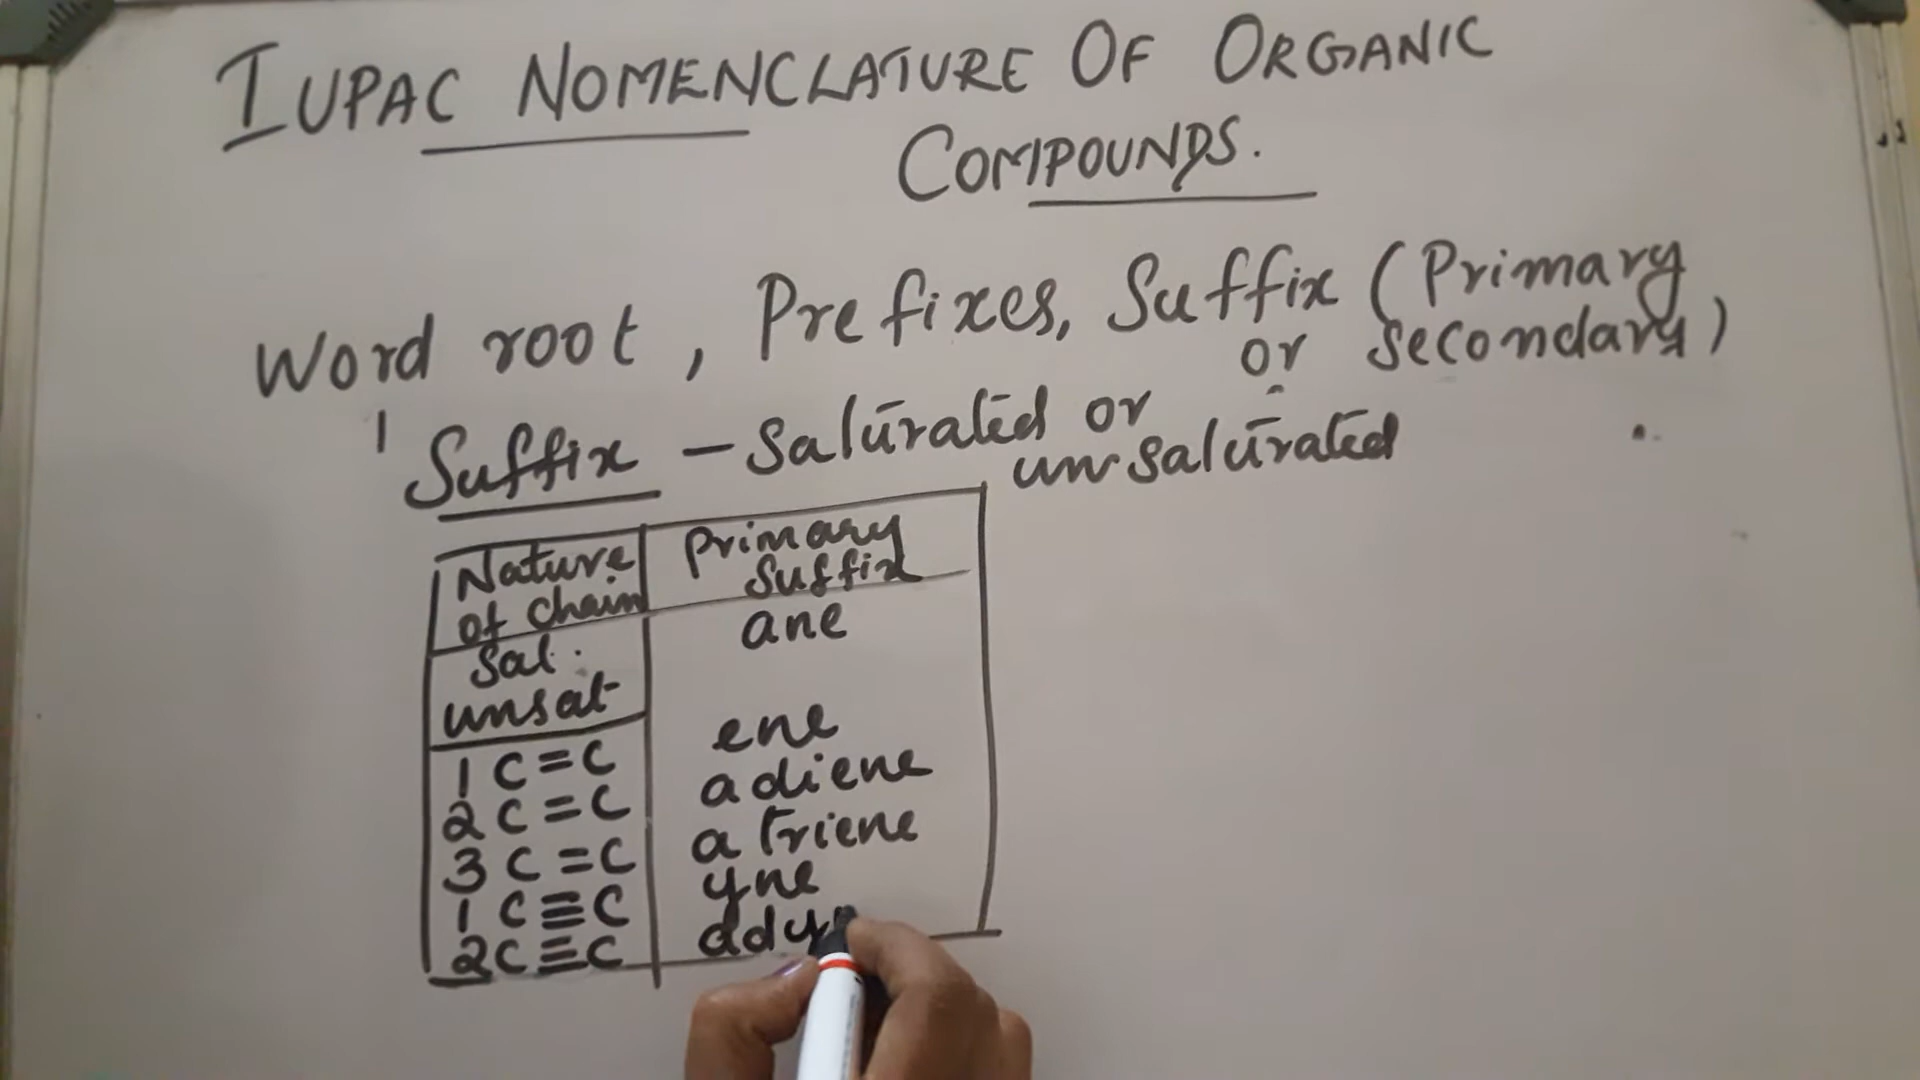 IUPAC NOMENCLATURE OF ORGANIC
COMPOUNDS.
Word root, Prefixes, Suffix (Primary
or secondary)
1 Suffix - Saturated or
unsaturated
Nature of chain Primary Suffix
Sat. ane
unsat
1 C=C ene
2 C=C adiene
3 C=C atriene
1 C≡C yne
2C≡C